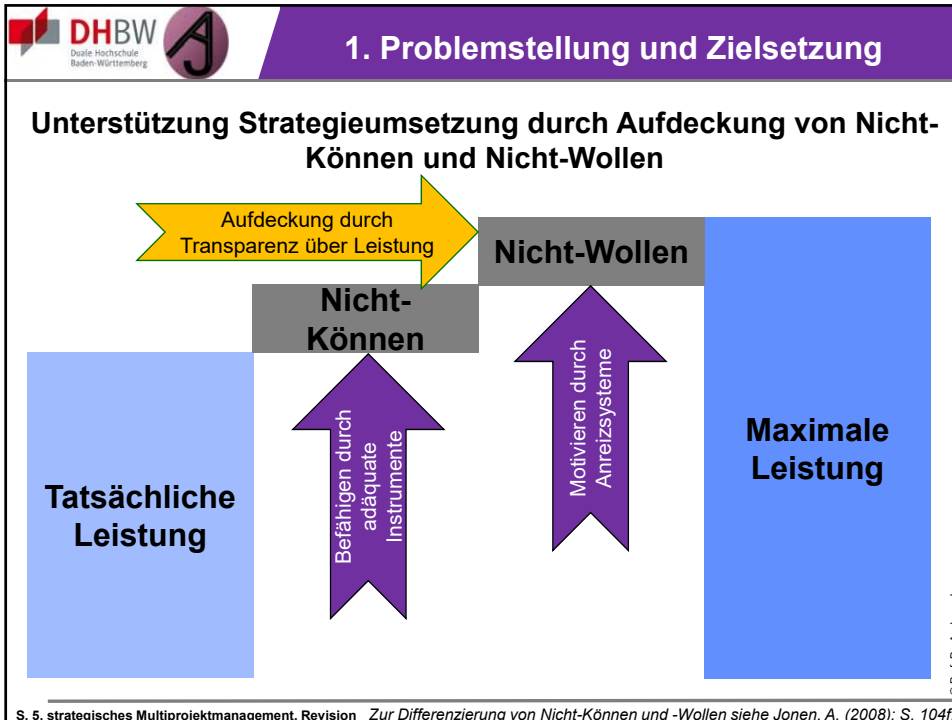 DHBW
Duale Hochschule
Baden-Württemberg
1. Problemstellung und Zielsetzung
Unterstützung Strategieumsetzung durch Aufdeckung von Nicht-
Können und Nicht-Wollen
Aufdeckung durch
Transparenz über Leistung
Nicht-Wollen
Nicht-
Können
Befähigen durch
adäquate
Instrumente
Motivieren durch
Anreizsysteme
Tatsächliche
Leistung
Maximale
Leistung
S. 5, strategisches Multiprojektmanagement, Revision Zur Differenzierung von Nicht-Können und -Wollen siehe Jonen, A. (2008): S. 104